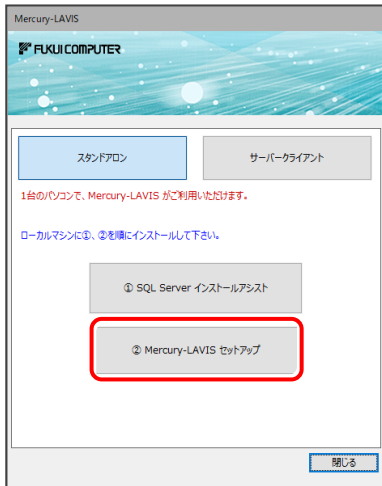 Mercury-LAVIS
FUKUI COMPUTER
スタンドアロン
サーバークライアント
1台のパソコンで、Mercury-LAVIS がご利用いただけます。
ローカルマシンに①、②を順にインストールして下さい。
① SQL Server インストールアシスト
② Mercury-LAVIS セットアップ
閉じる